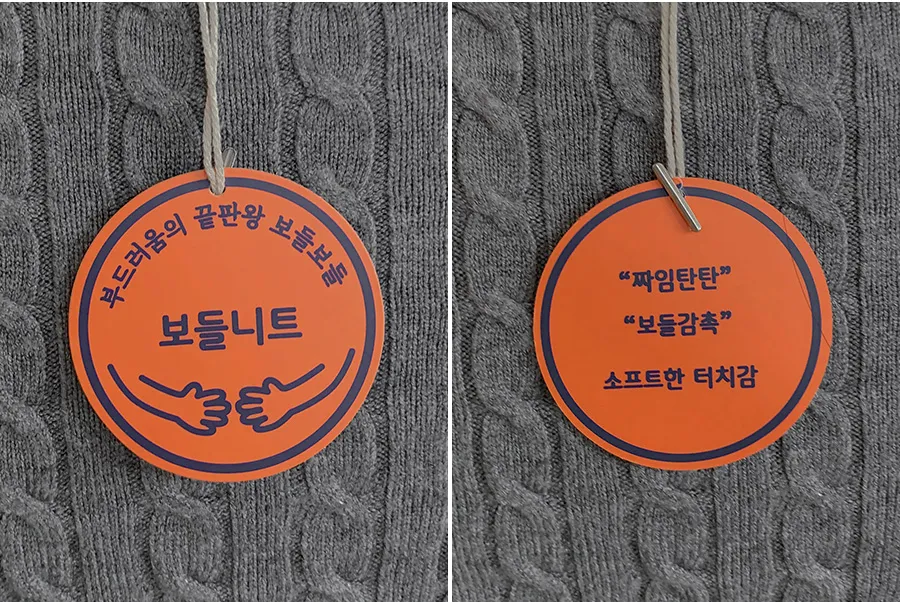 부드러움의 끝판왕 보들보들
보들니트
“짜임탄탄”
“보들감촉”
소프트한 터치감